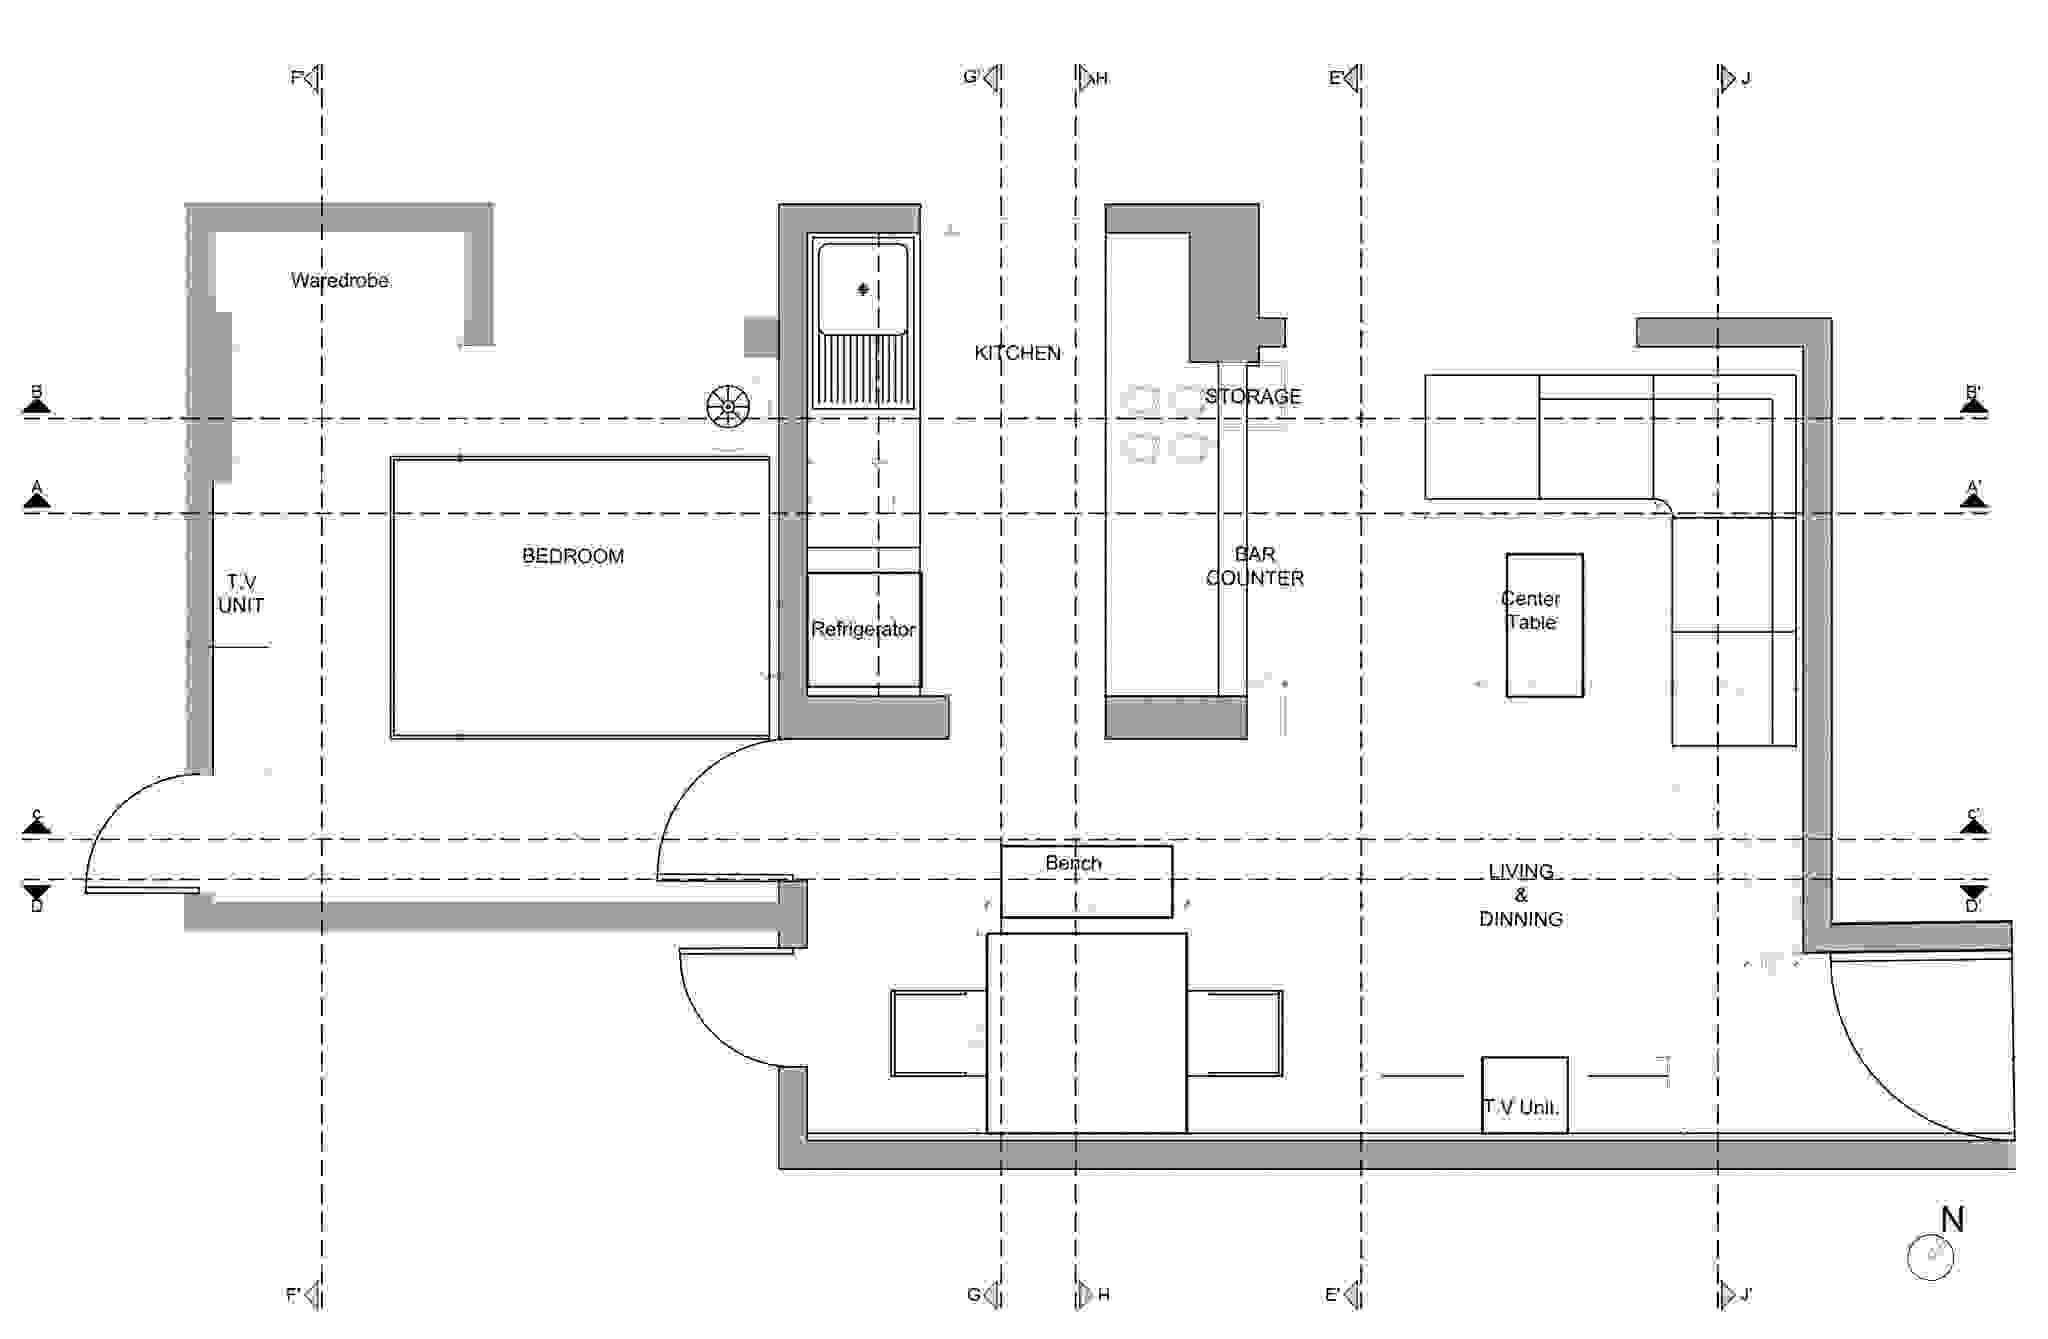 F'
G'
H
E'
J
Waredrobe
KITCHEN
B
STORAGE
B'
A
A'
BEDROOM
BAR
COUNTER
T.V
UNIT
Center
Table
Refrigerator
C
C'
Bench
LIVING
&
DINNING
D
D'
T.V Unit.
N
F'
G
H
E'
J'